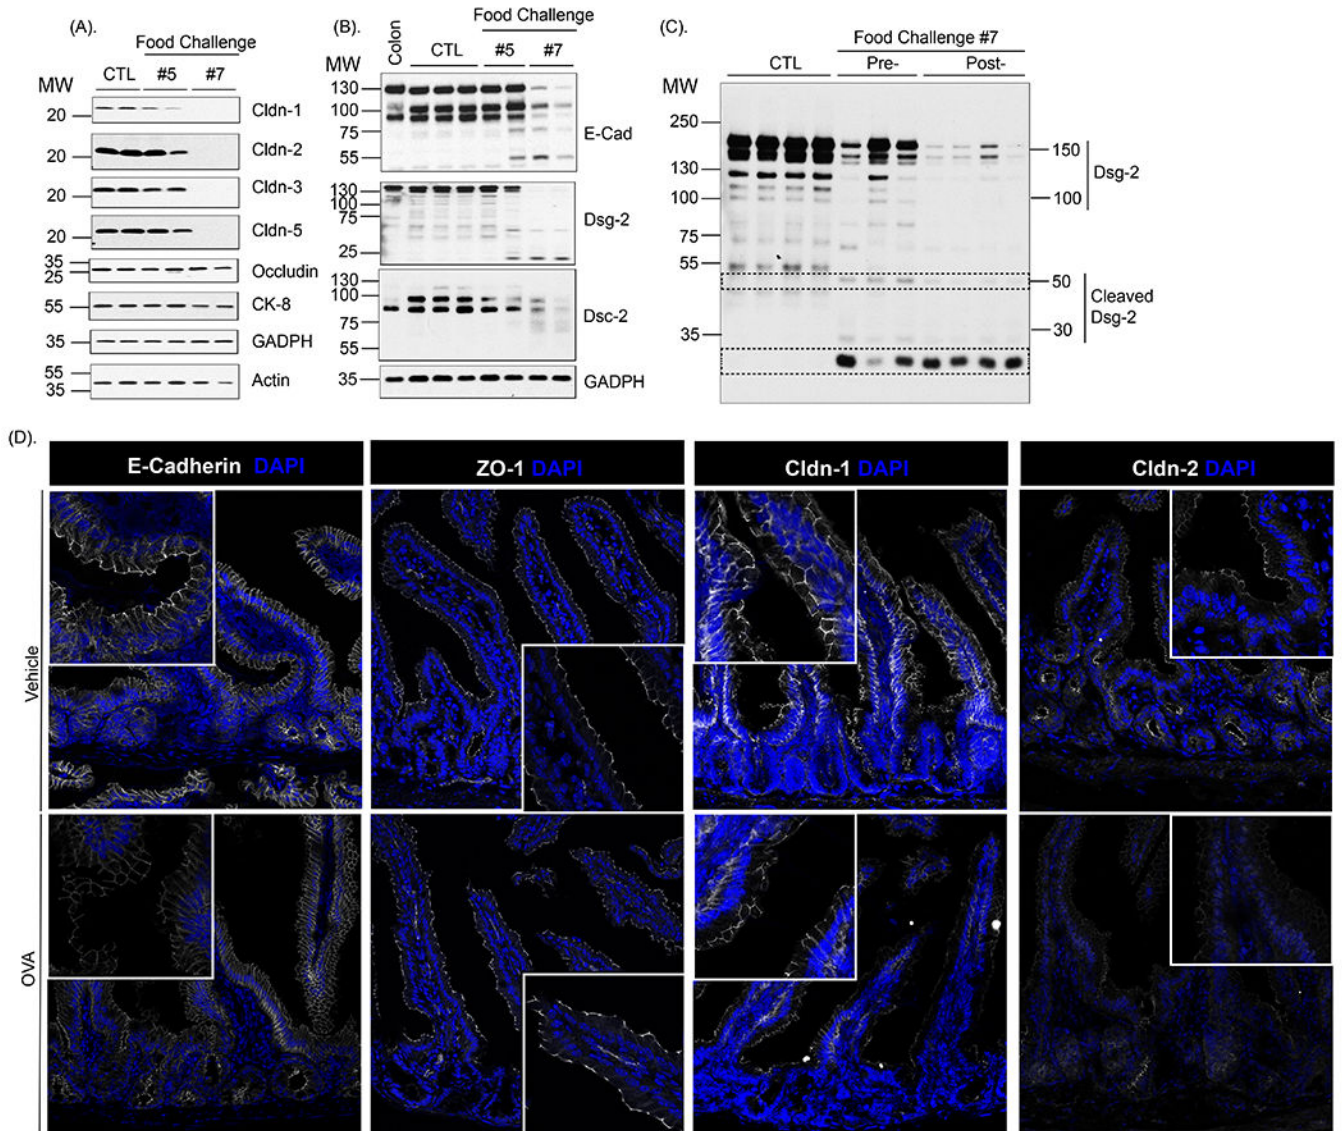 (A).
Food Challenge
CTL #5 #7
MW
20 Cldn-1
20 Cldn-2
20 Cldn-3
20 Cldn-5
35
25 Occludin
55 CK-8
35 GADPH
55
35 Actin
(B).
Food Challenge
Colon CTL #5 #7
MW
130
100
75
55
E-Cad
130
100
75
25
Dsg-2
130
100
75
55
Dsc-2
35 GADPH
(C).
Food Challenge #7
CTL Pre- Post-
MW
250
130
100
75
55
35
150
100
Dsg-2
50
30
Cleaved
Dsg-2
(D).
E-Cadherin DAPI ZO-1 DAPI Cldn-1 DAPI Cldn-2 DAPI
Vehicle
OVA